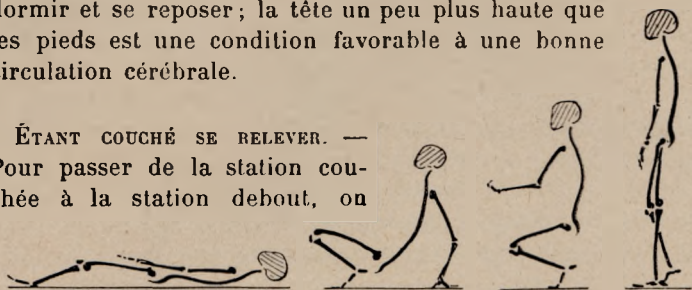 dormir et se reposer ; la tête un peu plus haute que
les pieds est une condition favorable à une bonne
circulation cérébrale.
ÉTANT COUCHÉ SE RELEVER. —
Pour passer de la station cou-
chée à la station debout, on